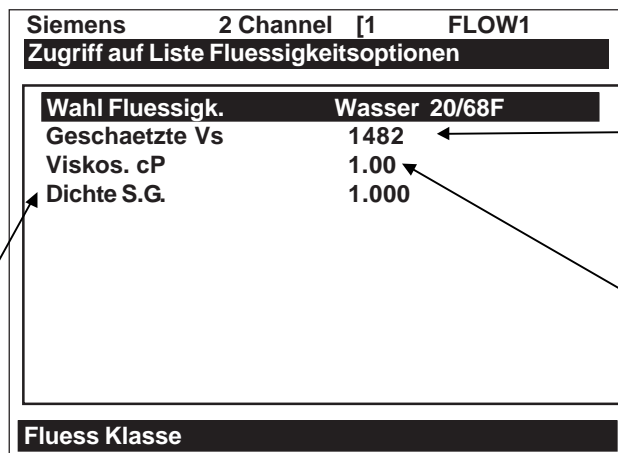 Siemens 2 Channel [1 FLOW1
Zugriff auf Liste Fluessigkeitsoptionen
Wahl Fluessigk. Wasser 20/68F
Geschaetzte Vs 1482
Viskos. cP 1.00
Dichte S.G. 1.000
Fluess Klasse